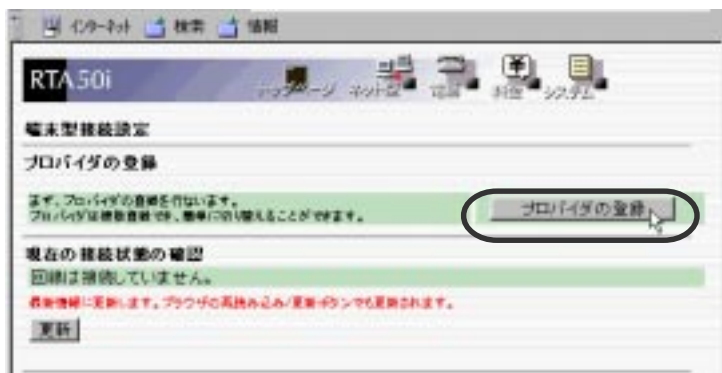 インターネット 検索 情報
RTA50i
トップページ ネット型 電話 料金 システム
端末型接続設定
プロバイダの登録
まず、プロバイダの登録を行ないます。
プロバイダは複数登録でき、簡単に切り替えることができます。
プロバイダの登録
現在の接続状態の確認
回線は接続していません。
最新情報に更新します。ブラウザの再読み込み/更新ボタンでも更新されます。
更新